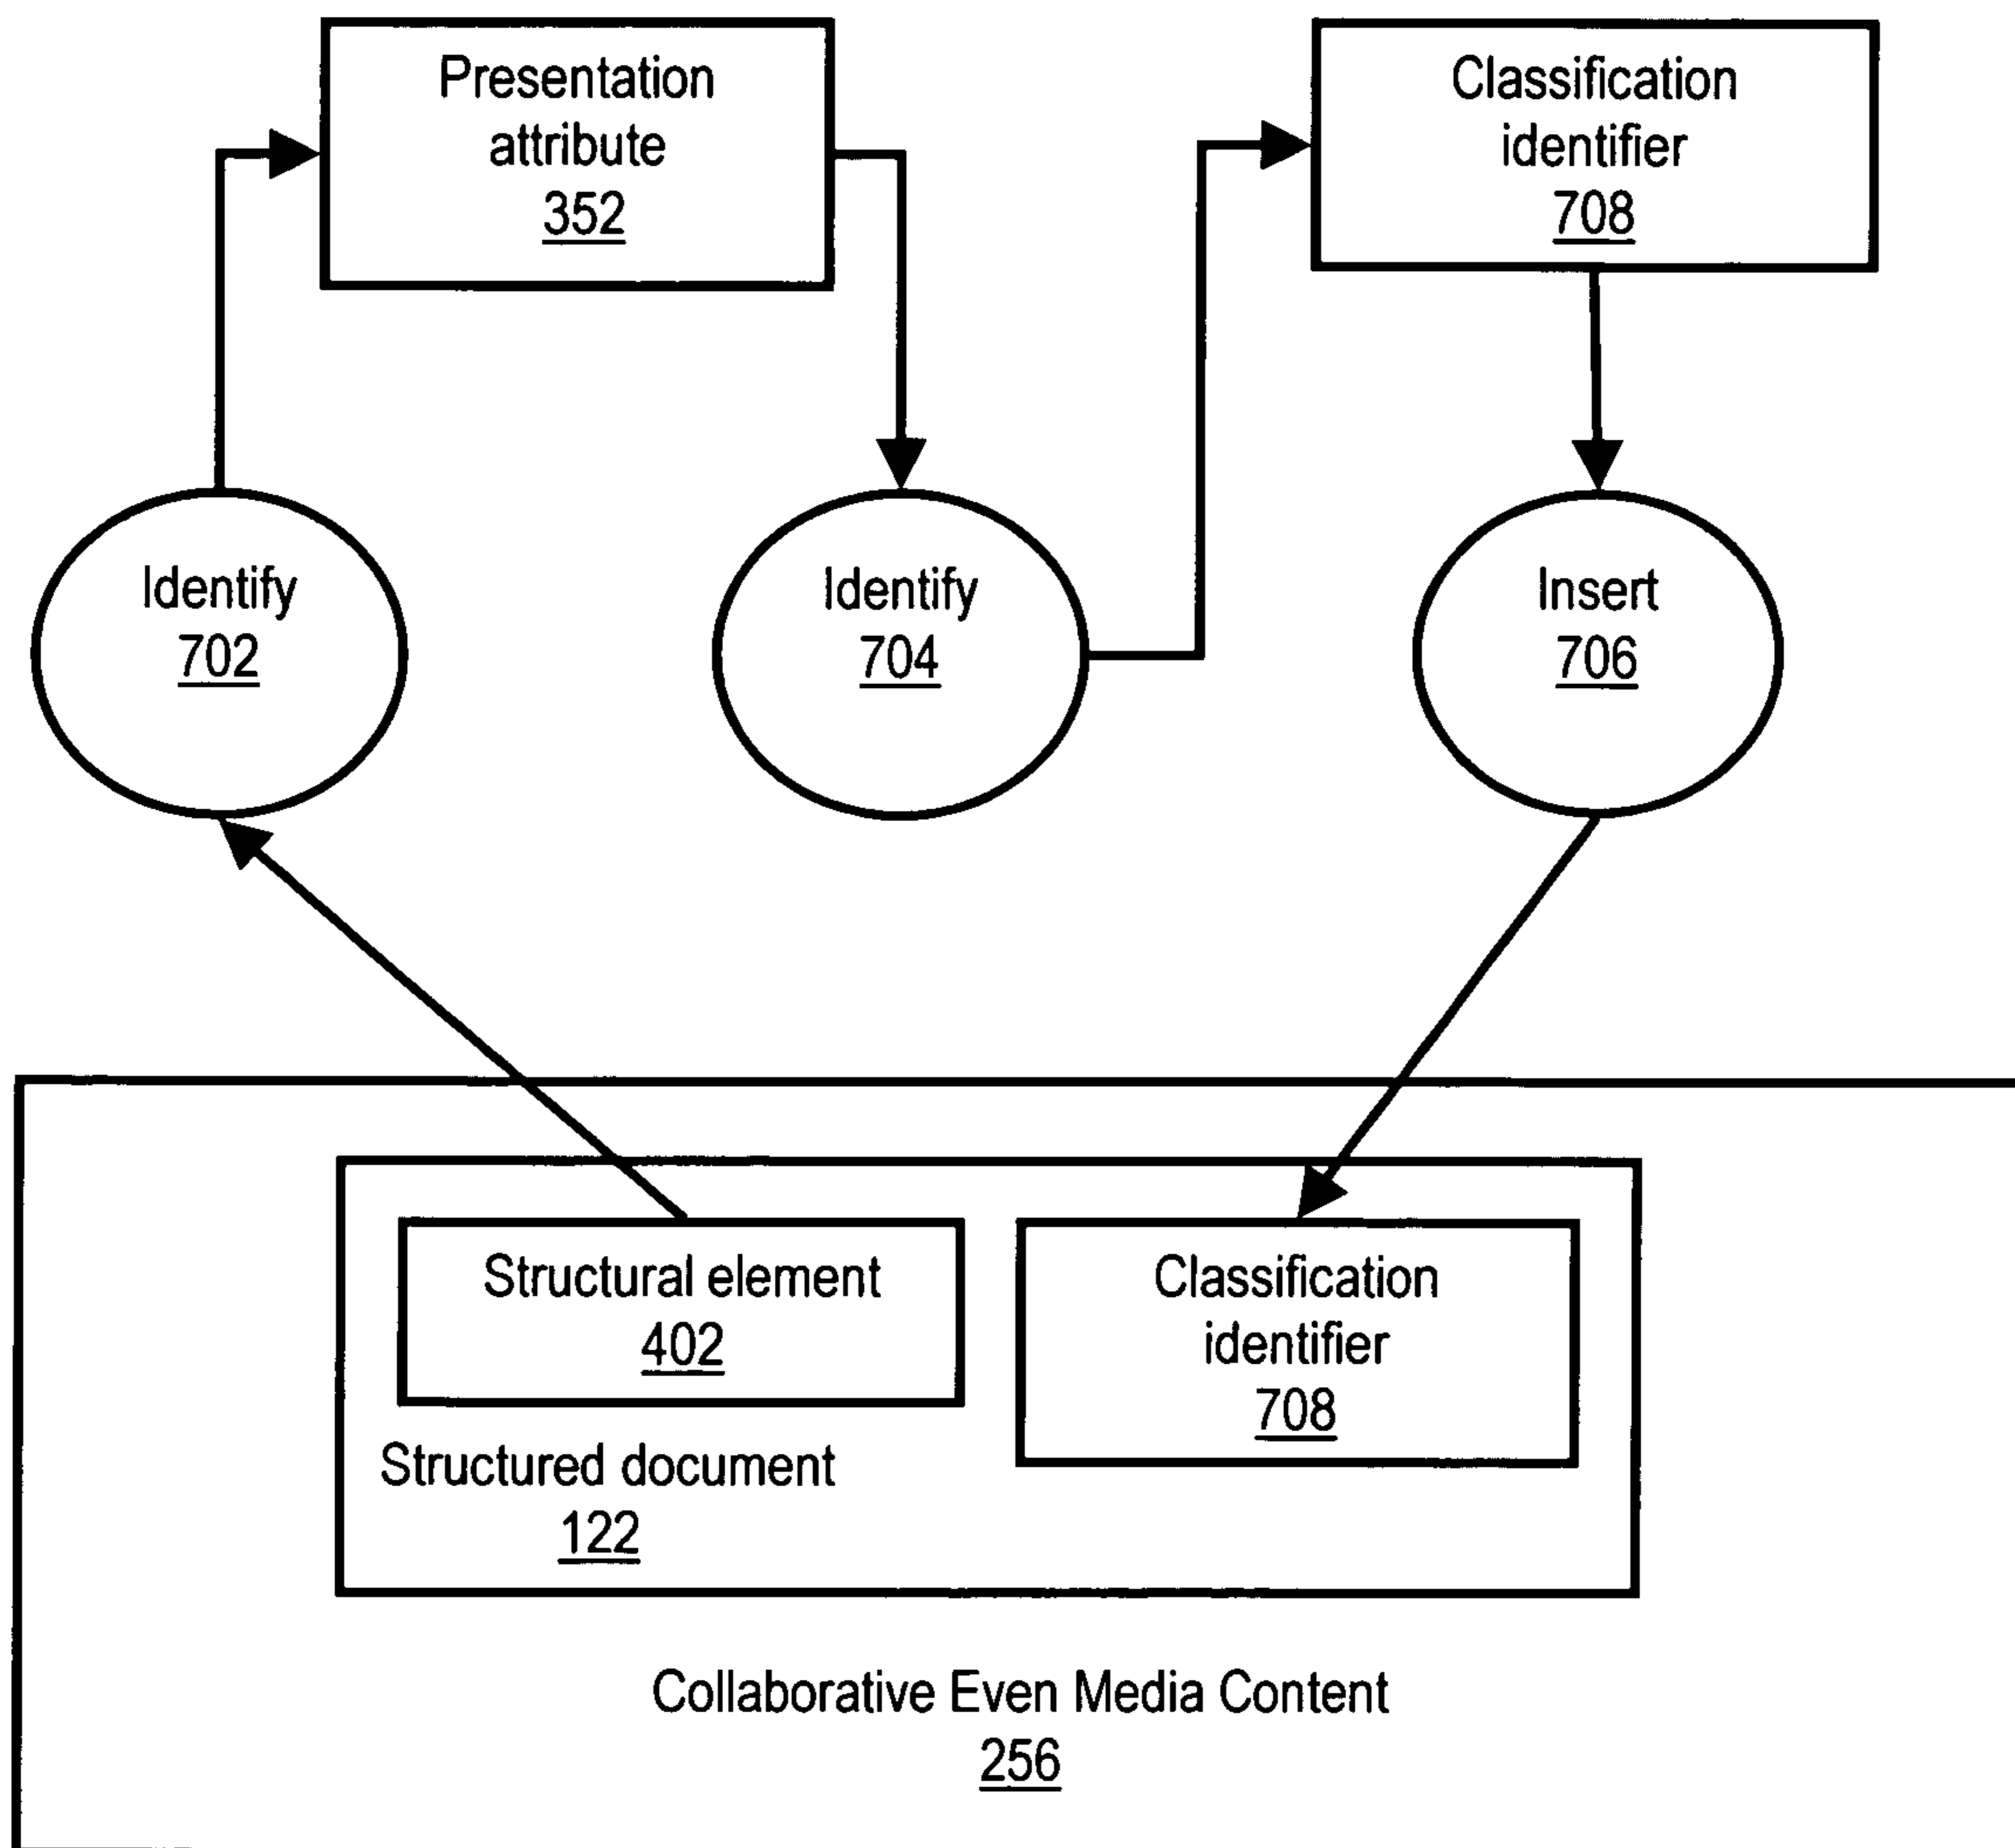 Presentation
attribute
352
Classification
identifier
708
Identify
702
Identify
704
Insert
706
Structural element
402
Classification
identifier
708
Structured document
122
Collaborative Even Media Content
256